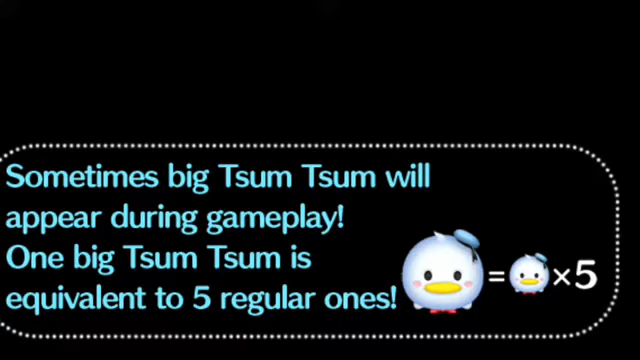 Sometimes big Tsum Tsum will
appear during gameplay!
One big Tsum Tsum is
equivalent to 5 regular ones!
=×5